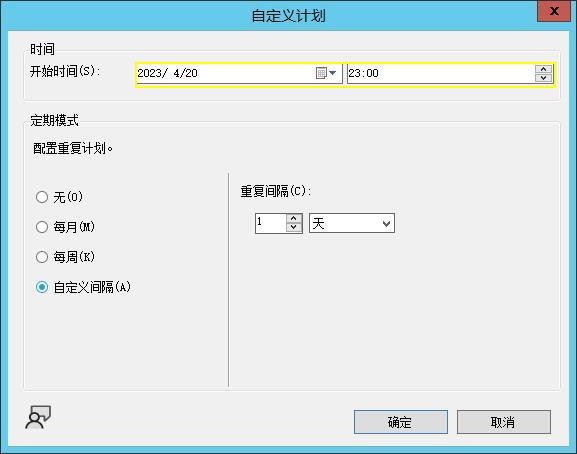 自定义计划
时间
开始时间(S):
2023/ 4/20
23:00
定期模式
配置重复计划。
无(O)
每月(M)
每周(K)
自定义间隔(A)
重复间隔(C):
1
天
确定
取消